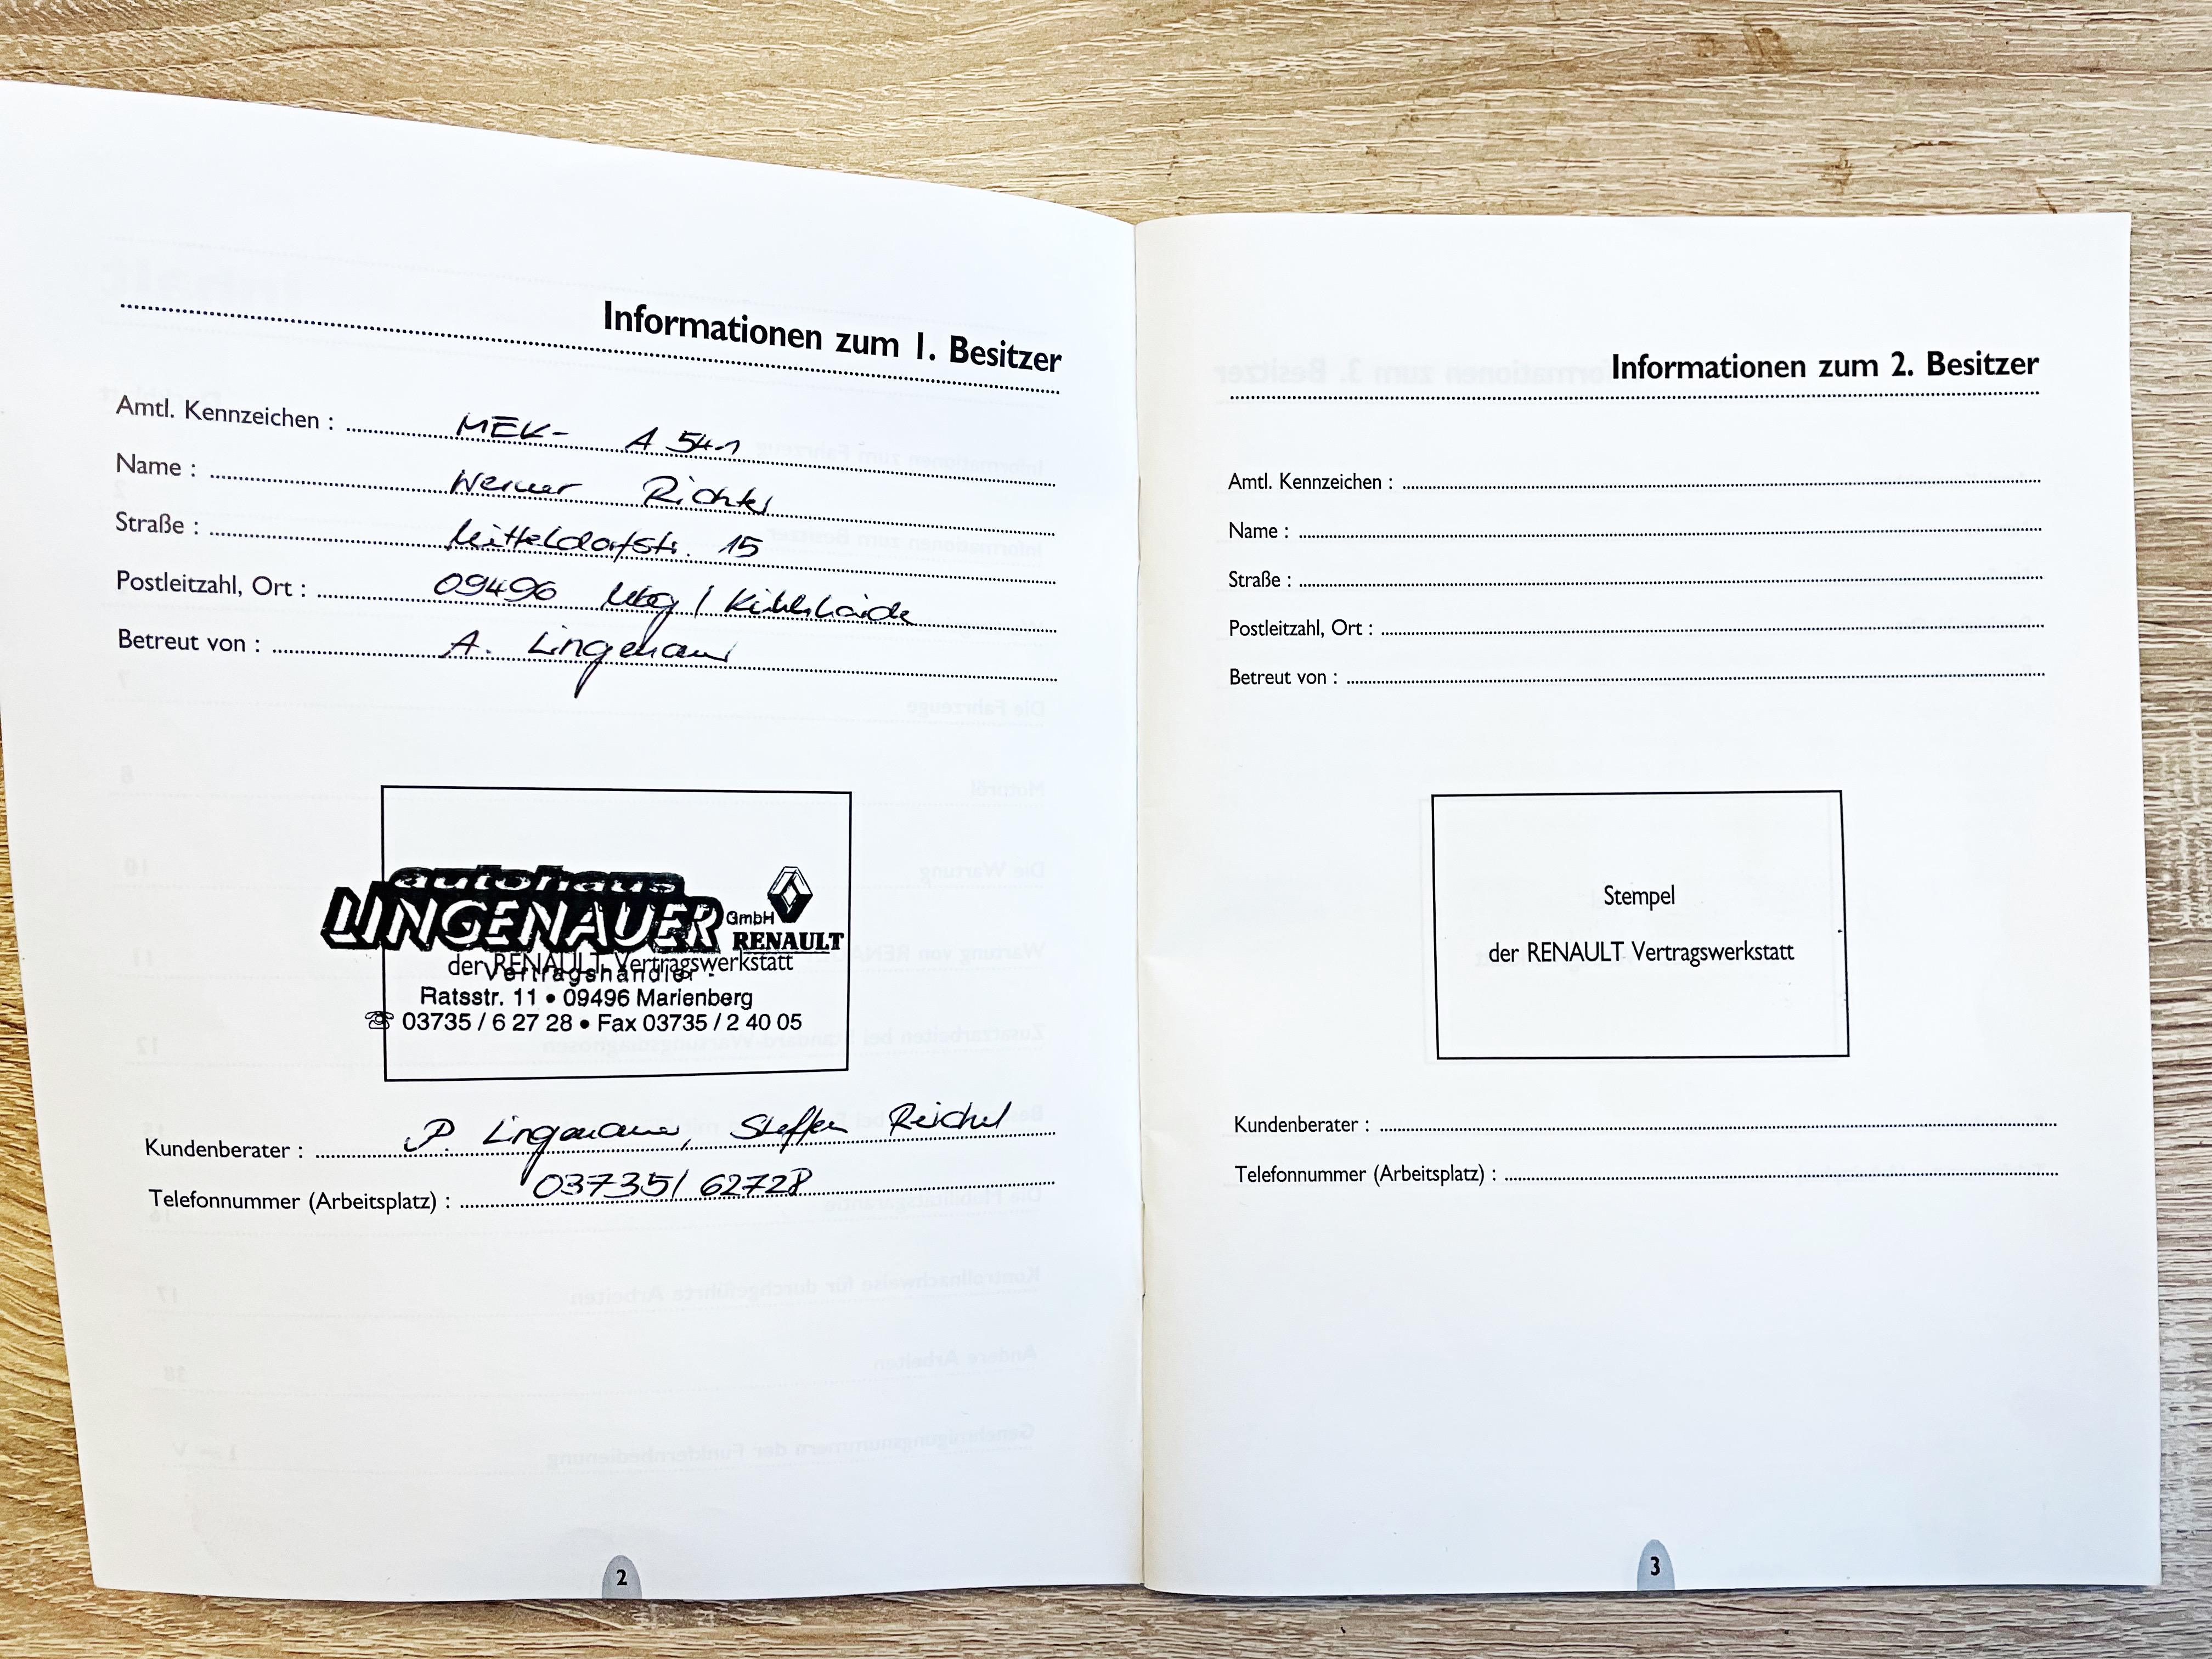 Informationen zum 1. Besitzer
Amtl. Kennzeichen : MEK- A 541
Name : Werner Richter
Straße : Mitteldorfstr. 15
Postleitzahl, Ort : 09496 Mbg / Kühnhaide
Betreut von : A. Lingenauer
autohaus
LINGENAUER GmbH RENAULT
der RENAULT Vertragswerkstatt
Vertragshändler
Ratsstr. 11 • 09496 Marienberg
☏ 03735 / 6 27 28 • Fax 03735 / 2 40 05
Kundenberater : P. Lingenauer, Steffen Reichel
Telefonnummer (Arbeitsplatz) : 03735/ 62728
2
Informationen zum 2. Besitzer
Amtl. Kennzeichen :
Name :
Straße :
Postleitzahl, Ort :
Betreut von :
Stempel
der RENAULT Vertragswerkstatt
Kundenberater :
Telefonnummer (Arbeitsplatz) :
3